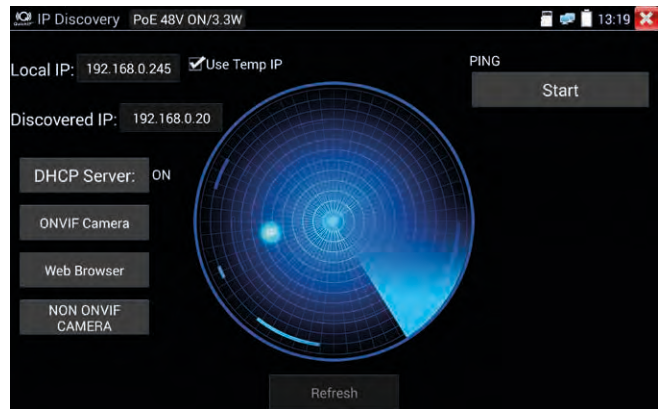 IP Discovery PoE 48V ON/3.3W 13:19
Local IP: 192.168.0.245 Use Temp IP
PING
Start
Discovered IP: 192.168.0.20
DHCP Server: ON
ONVIF Camera
Web Browser
NON ONVIF
CAMERA
Refresh